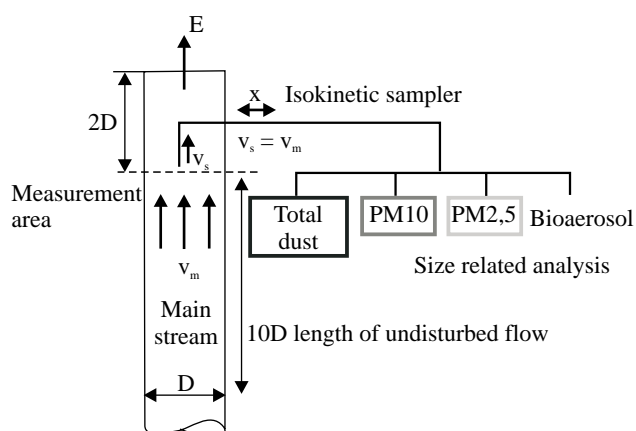 E
x
Isokinetic sampler
2D
vₛ = vₘ
vₛ
Measurement
area
Total
dust
PM10
PM2,5
Bioaerosol
Size related analysis
vₘ
Main
stream
10D length of undisturbed flow
D